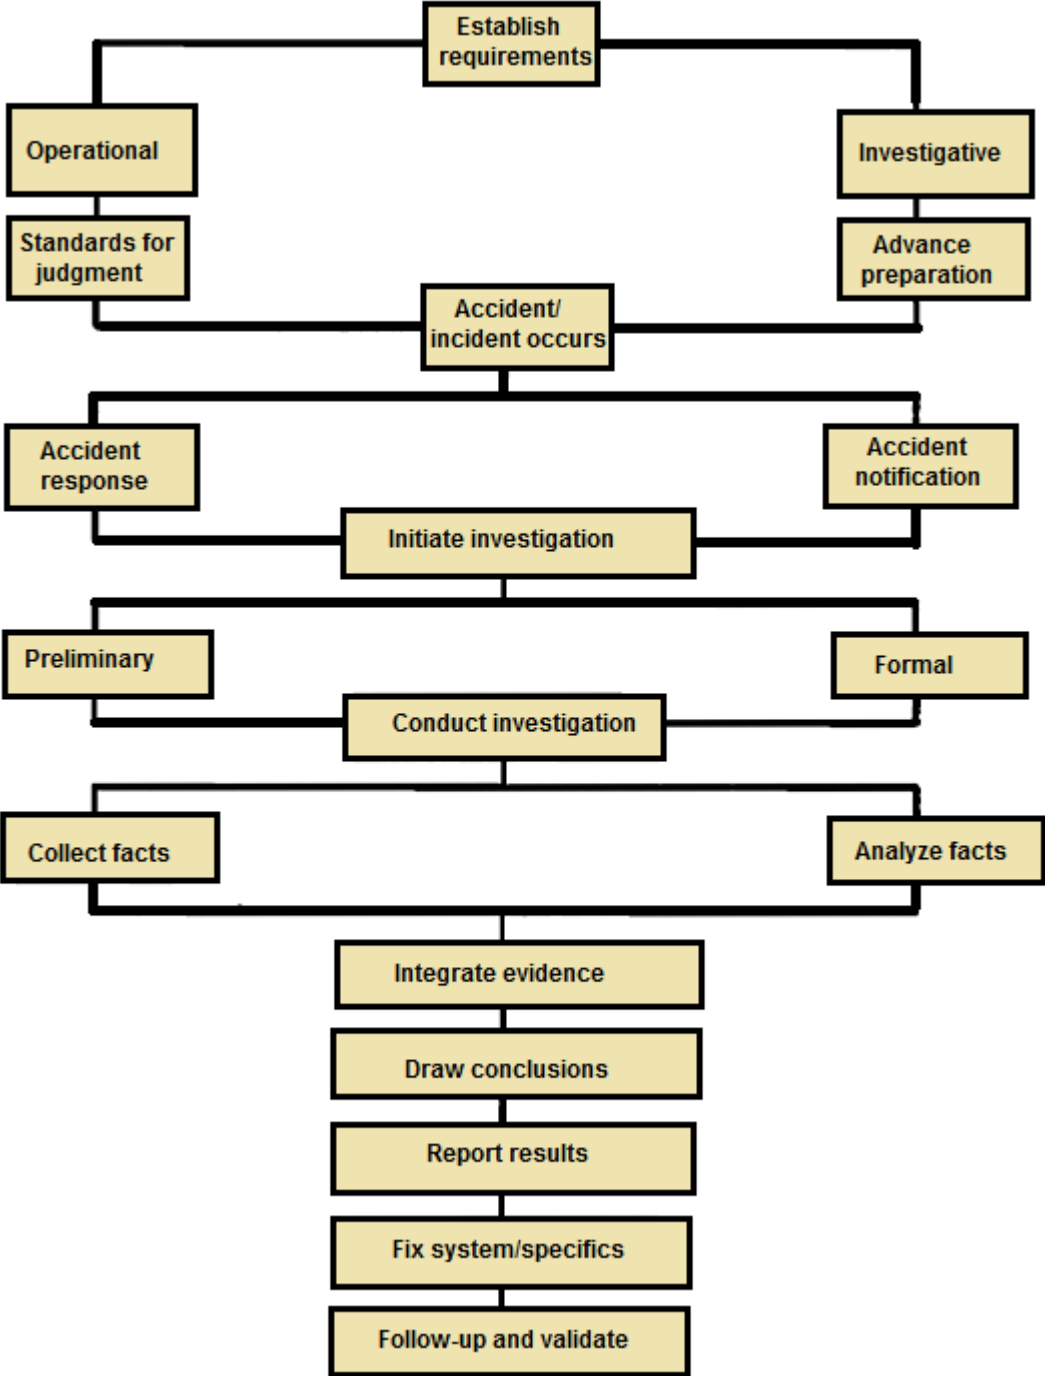 Establish
requirements
Operational
Investigative
Standards for
judgment
Advance
preparation
Accident/
incident occurs
Accident
response
Accident
notification
Initiate investigation
Preliminary
Formal
Conduct investigation
Collect facts
Analyze facts
Integrate evidence
Draw conclusions
Report results
Fix system/specifics
Follow-up and validate